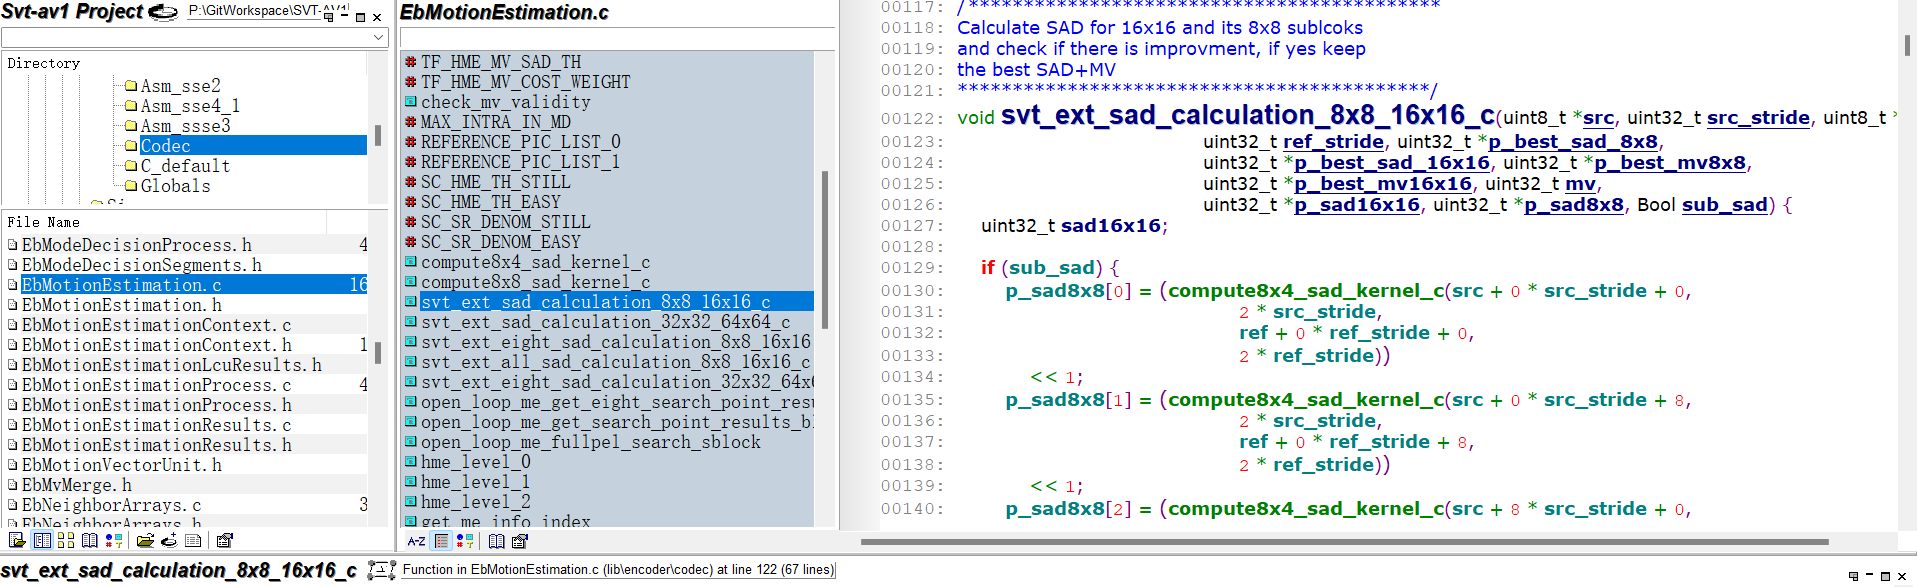 Svt-av1 Project
P:\GitWorkspace\SVT-AV1\
Directory
Asm_sse2
Asm_sse4_1
Asm_ssse3
Codec
C_default
Globals
File Name
EbModeDecisionProcess.h 4
EbModeDecisionSegments.h
EbMotionEstimation.c 16
EbMotionEstimation.h
EbMotionEstimationContext.c
EbMotionEstimationContext.h 1
EbMotionEstimationLcuResults.h
EbMotionEstimationProcess.c 4
EbMotionEstimationProcess.h
EbMotionEstimationResults.c
EbMotionEstimationResults.h
EbMotionVectorUnit.h
EbMvMerge.h
EbNeighborArrays.c 3
EbNeighborArrays.h
EbMotionEstimation.c
TF_HME_MV_SAD_TH
TF_HME_MV_COST_WEIGHT
check_mv_validity
MAX_INTRA_IN_MD
REFERENCE_PIC_LIST_0
REFERENCE_PIC_LIST_1
SC_HME_TH_STILL
SC_HME_TH_EASY
SC_SR_DENOM_STILL
SC_SR_DENOM_EASY
compute8x4_sad_kernel_c
compute8x8_sad_kernel_c
svt_ext_sad_calculation_8x8_16x16_c
svt_ext_sad_calculation_32x32_64x64_c
svt_ext_eight_sad_calculation_8x8_16x16
svt_ext_all_sad_calculation_8x8_16x16_c
svt_ext_eight_sad_calculation_32x32_64x6
open_loop_me_get_eight_search_point_resu
open_loop_me_get_search_point_results_bl
open_loop_me_fullpel_search_sblock
hme_level_0
hme_level_1
hme_level_2
get_me_info_index
A-Z
00117: /*******************************************
00118: Calculate SAD for 16x16 and its 8x8 sublcoks
00119: and check if there is improvment, if yes keep
00120: the best SAD+MV
00121: *******************************************/
00122: void svt_ext_sad_calculation_8x8_16x16_c(uint8_t *src, uint32_t src_stride, uint8_t *
00123: uint32_t ref_stride, uint32_t *p_best_sad_8x8,
00124: uint32_t *p_best_sad_16x16, uint32_t *p_best_mv8x8,
00125: uint32_t *p_best_mv16x16, uint32_t mv,
00126: uint32_t *p_sad16x16, uint32_t *p_sad8x8, Bool sub_sad) {
00127: uint32_t sad16x16;
00128:
00129: if (sub_sad) {
00130: p_sad8x8[0] = (compute8x4_sad_kernel_c(src + 0 * src_stride + 0,
00131: 2 * src_stride,
00132: ref + 0 * ref_stride + 0,
00133: 2 * ref_stride))
00134: << 1;
00135: p_sad8x8[1] = (compute8x4_sad_kernel_c(src + 0 * src_stride + 8,
00136: 2 * src_stride,
00137: ref + 0 * ref_stride + 8,
00138: 2 * ref_stride))
00139: << 1;
00140: p_sad8x8[2] = (compute8x4_sad_kernel_c(src + 8 * src_stride + 0,
svt_ext_sad_calculation_8x8_16x16_c
Function in EbMotionEstimation.c (lib\encoder\codec) at line 122 (67 lines)